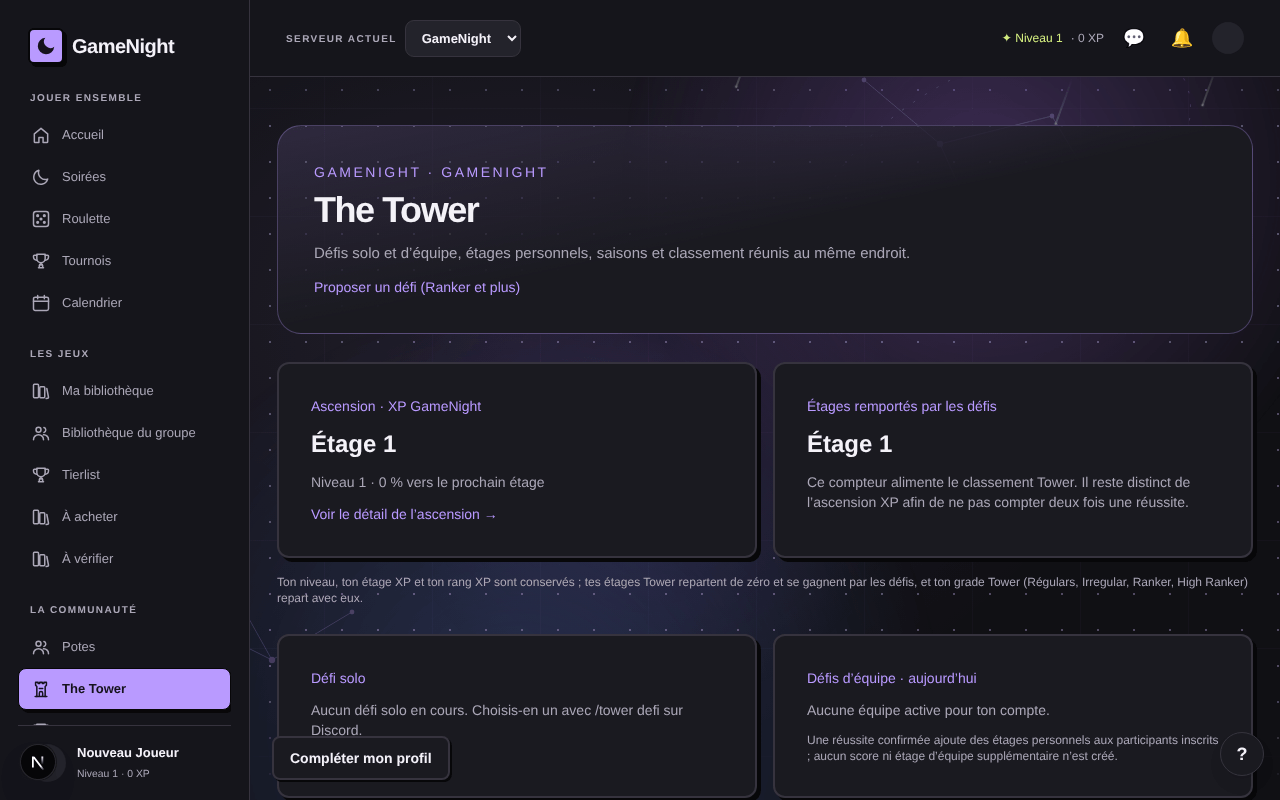 GameNight
JOUER ENSEMBLE
Accueil
Soirées
Roulette
Tournois
Calendrier
LES JEUX
Ma bibliothèque
Bibliothèque du groupe
Tierlist
À acheter
À vérifier
LA COMMUNAUTÉ
Potes
The Tower
N
Nouveau Joueur
Niveau 1 · 0 XP
SERVEUR ACTUEL
GameNight
✦ Niveau 1 · 0 XP
GAMENIGHT · GAMENIGHT
The Tower
Défis solo et d’équipe, étages personnels, saisons et classement réunis au même endroit.
Proposer un défi (Ranker et plus)
Ascension · XP GameNight
Étage 1
Niveau 1 · 0 % vers le prochain étage
Voir le détail de l’ascension →
Étages remportés par les défis
Étage 1
Ce compteur alimente le classement Tower. Il reste distinct de
l’ascension XP afin de ne pas compter deux fois une réussite.
Ton niveau, ton étage XP et ton rang XP sont conservés ; tes étages Tower repartent de zéro et se gagnent par les défis, et ton grade Tower (Régulars, Irregular, Ranker, High Ranker)
repart avec eux.
Défi solo
Aucun défi solo en cours. Choisis-en un avec /tower defi sur
Discord.
Compléter mon profil
Défis d’équipe · aujourd’hui
Aucune équipe active pour ton compte.
Une réussite confirmée ajoute des étages personnels aux participants inscrits
; aucun score ni étage d’équipe supplémentaire n’est créé.
?